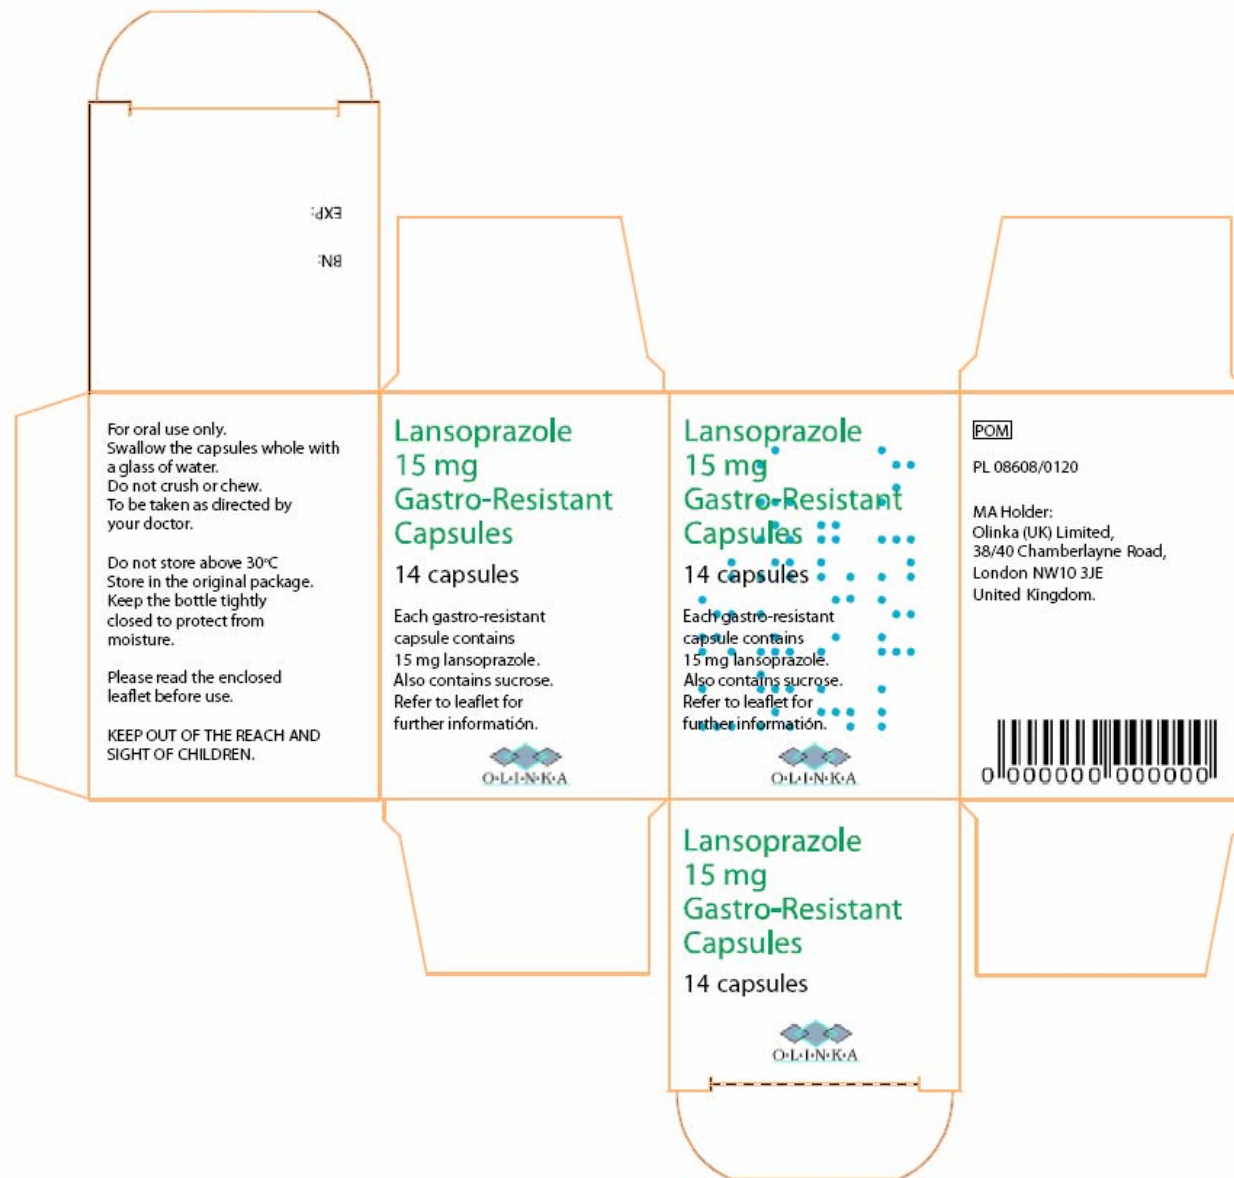 EXP:
BN:
For oral use only.
Swallow the capsules whole with
a glass of water.
Do not crush or chew.
To be taken as directed by
your doctor.
Do not store above 30°C
Store in the original package.
Keep the bottle tightly
closed to protect from
moisture.
Please read the enclosed
leaflet before use.
KEEP OUT OF THE REACH AND
SIGHT OF CHILDREN.
Lansoprazole
15 mg
Gastro-Resistant
Capsules
14 capsules
Each gastro-resistant
capsule contains
15 mg lansoprazole.
Also contains sucrose.
Refer to leaflet for
further informatión.
O·L·I·N·K·A
Lansoprazole
15 mg
Gastro-Resistant
Capsules
14 capsules
Each gastro-resistant
capsule contains
15 mg lansoprazole.
Also contains sucrose.
Refer to leaflet for
further informatión.
O·L·I·N·K·A
POM
PL 08608/0120
MA Holder:
Olinka (UK) Limited,
38/40 Chamberlayne Road,
London NW10 3JE
United Kingdom.
0 000000 000000
Lansoprazole
15 mg
Gastro-Resistant
Capsules
14 capsules
O·L·I·N·K·A